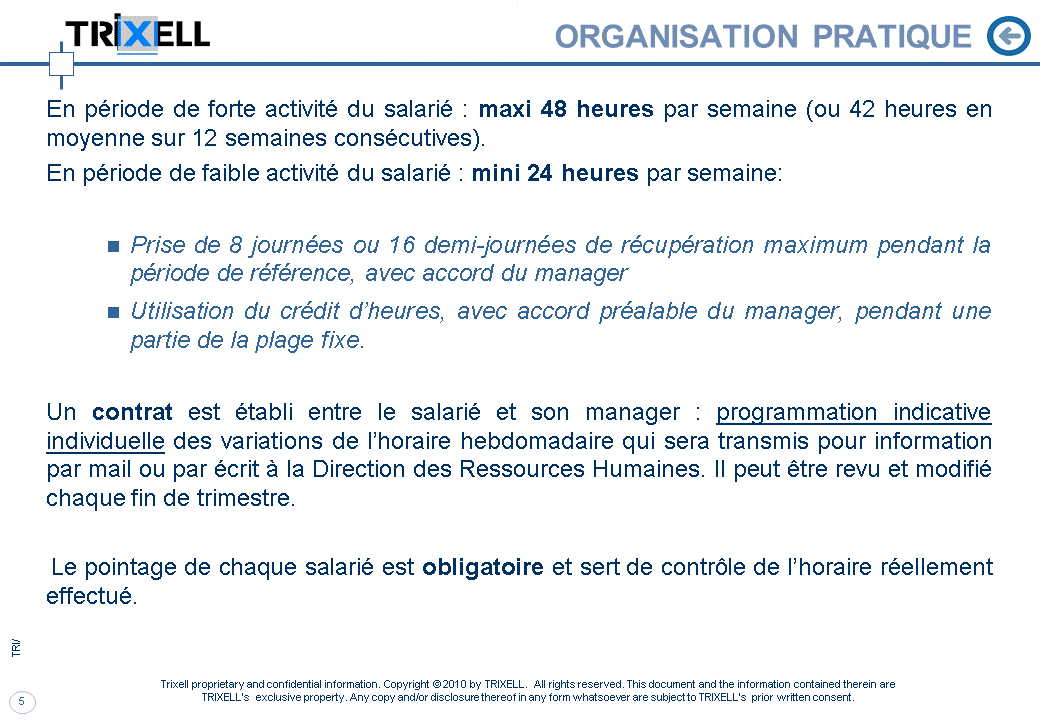 TRiXELL
ORGANISATION PRATIQUE
En période de forte activité du salarié : maxi 48 heures par semaine (ou 42 heures en
moyenne sur 12 semaines consécutives).
En période de faible activité du salarié : mini 24 heures par semaine:
Prise de 8 journées ou 16 demi-journées de récupération maximum pendant la
période de référence, avec accord du manager
Utilisation du crédit d’heures, avec accord préalable du manager, pendant une
partie de la plage fixe.
Un contrat est établi entre le salarié et son manager : programmation indicative
individuelle des variations de l’horaire hebdomadaire qui sera transmis pour information
par mail ou par écrit à la Direction des Ressources Humaines. Il peut être revu et modifié
chaque fin de trimestre.
Le pointage de chaque salarié est obligatoire et sert de contrôle de l’horaire réellement
effectué.
TRI/
5
Trixell proprietary and confidential information. Copyright © 2010 by TRIXELL. All rights reserved. This document and the information contained therein are
TRIXELL's exclusive property. Any copy and/or disclosure thereof in any form whatsoever are subject to TRIXELL's prior written consent.